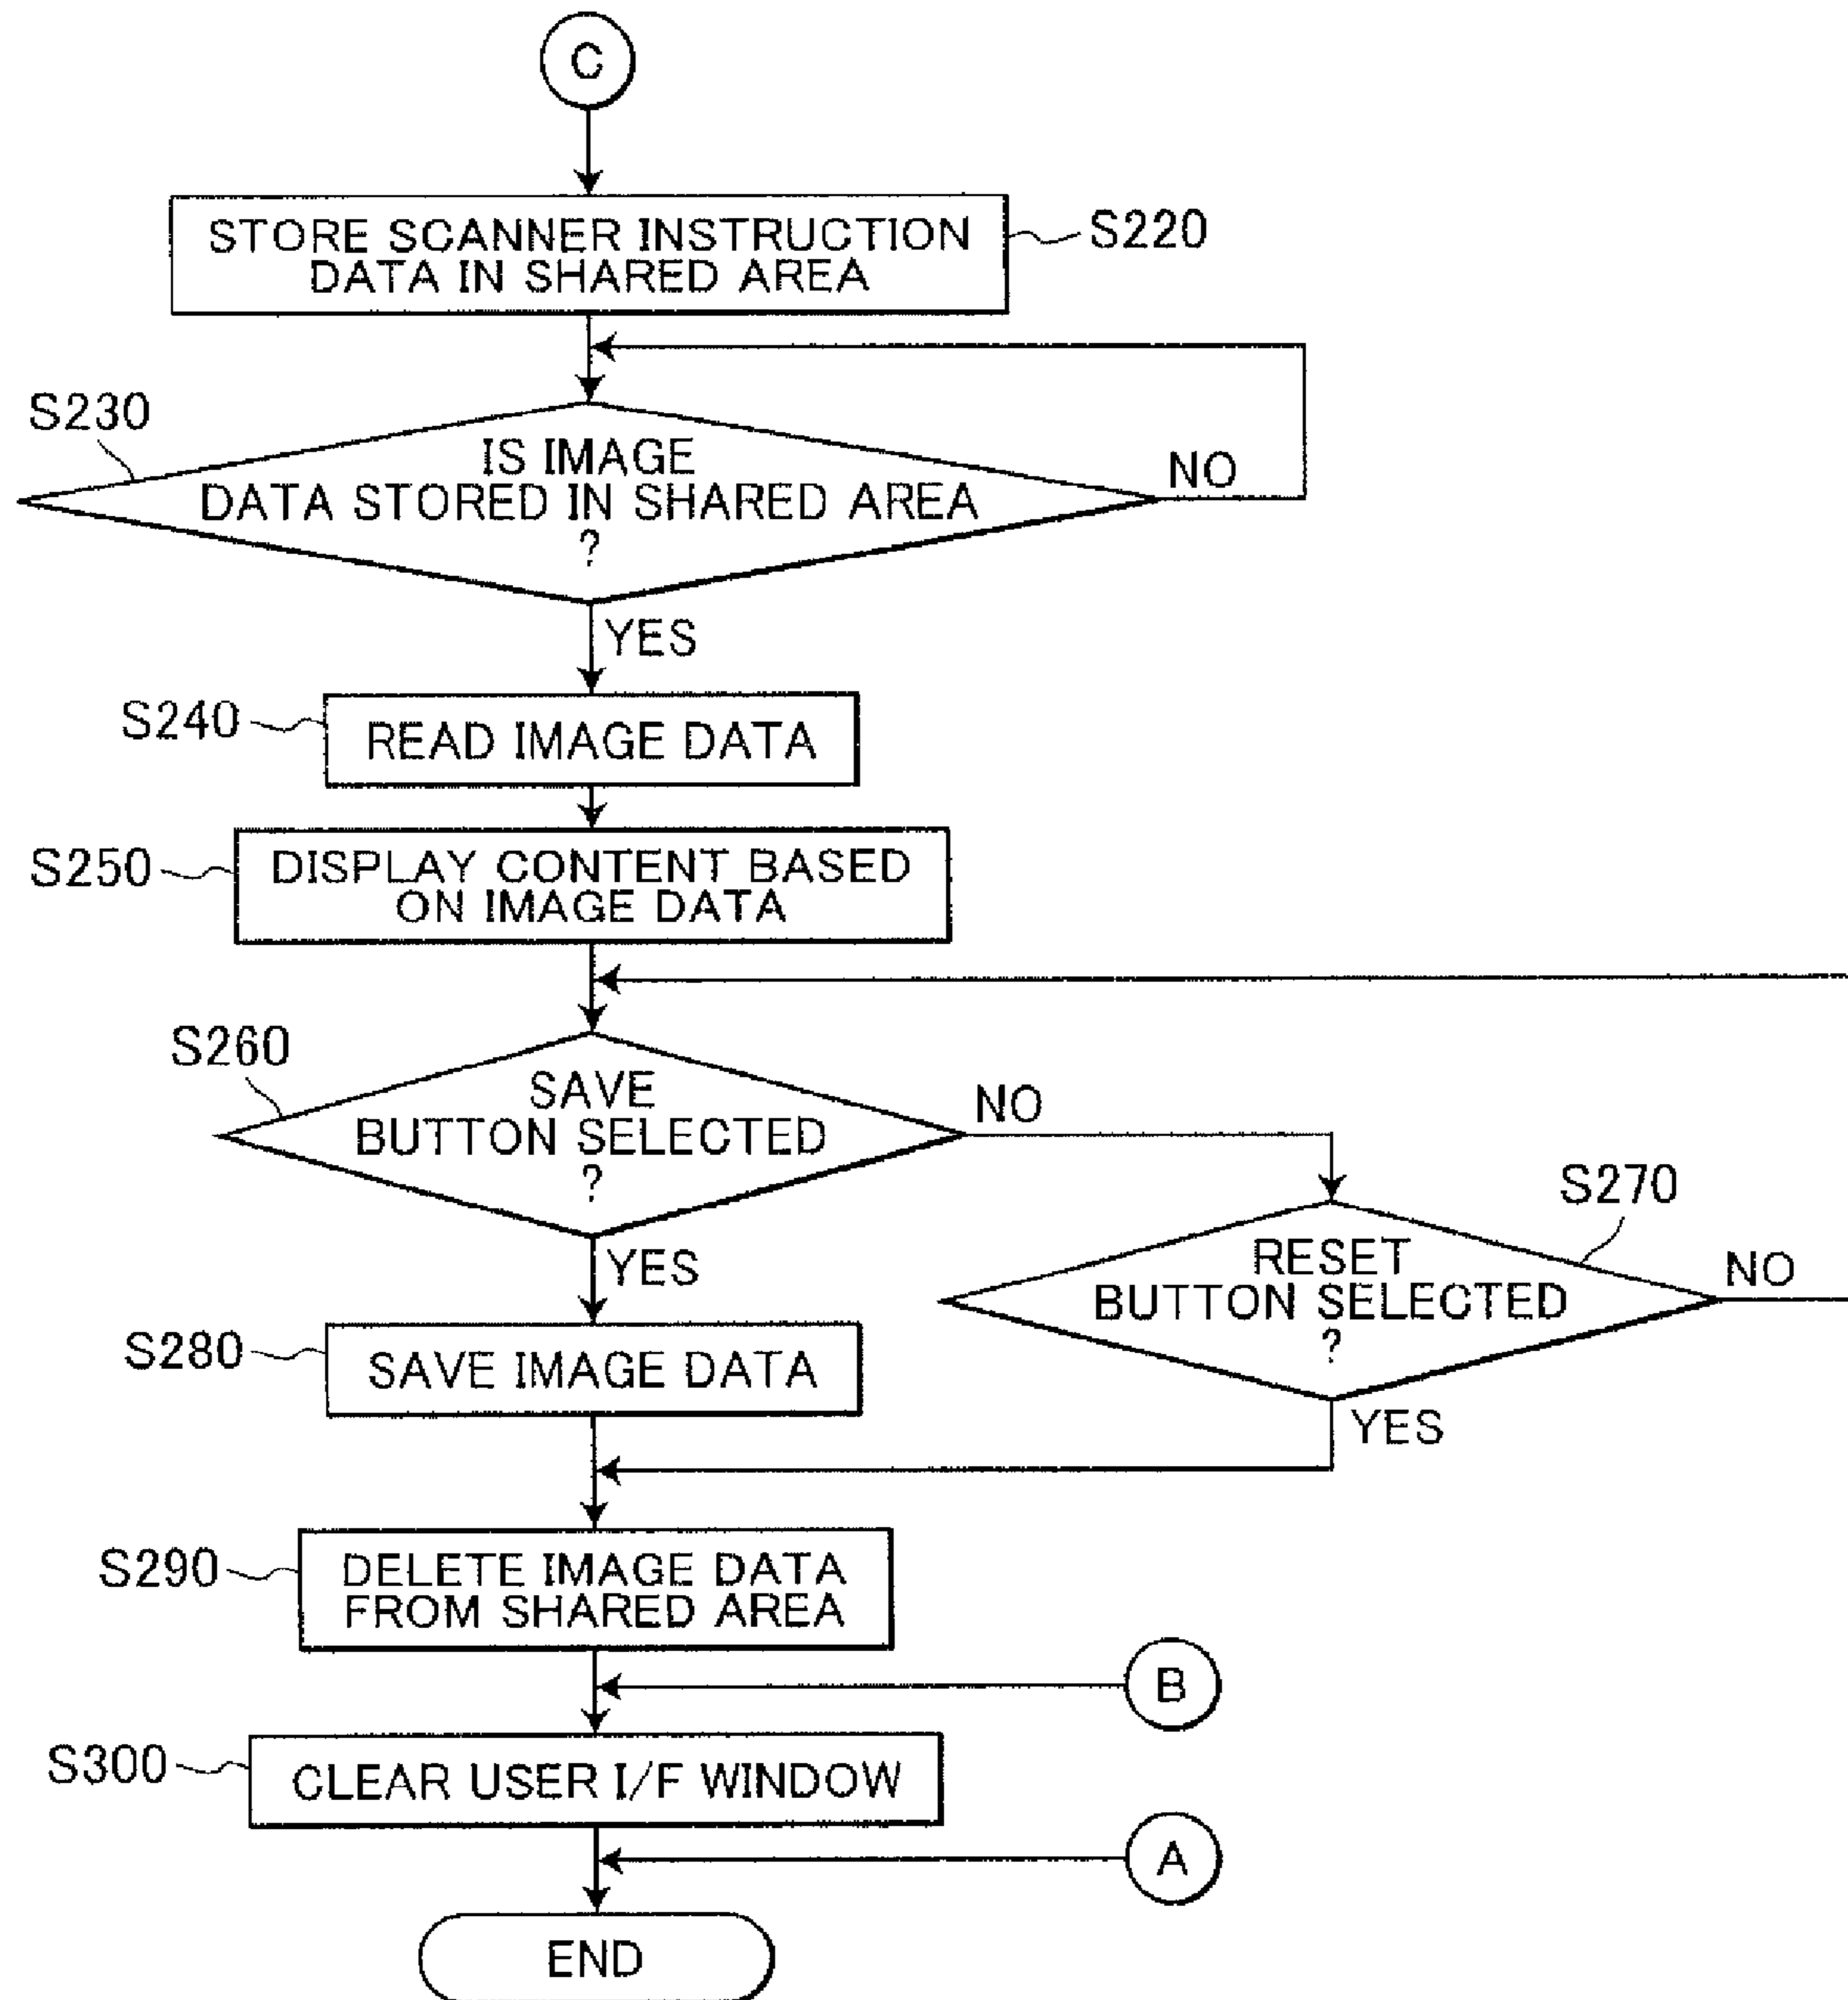 C
STORE SCANNER INSTRUCTION
DATA IN SHARED AREA
S220
S230
IS IMAGE
DATA STORED IN SHARED AREA
?
NO
YES
S240
READ IMAGE DATA
S250
DISPLAY CONTENT BASED
ON IMAGE DATA
S260
SAVE
BUTTON SELECTED
?
NO
YES
S270
RESET
BUTTON SELECTED
?
NO
YES
S280
SAVE IMAGE DATA
S290
DELETE IMAGE DATA
FROM SHARED AREA
B
S300
CLEAR USER I/F WINDOW
A
END